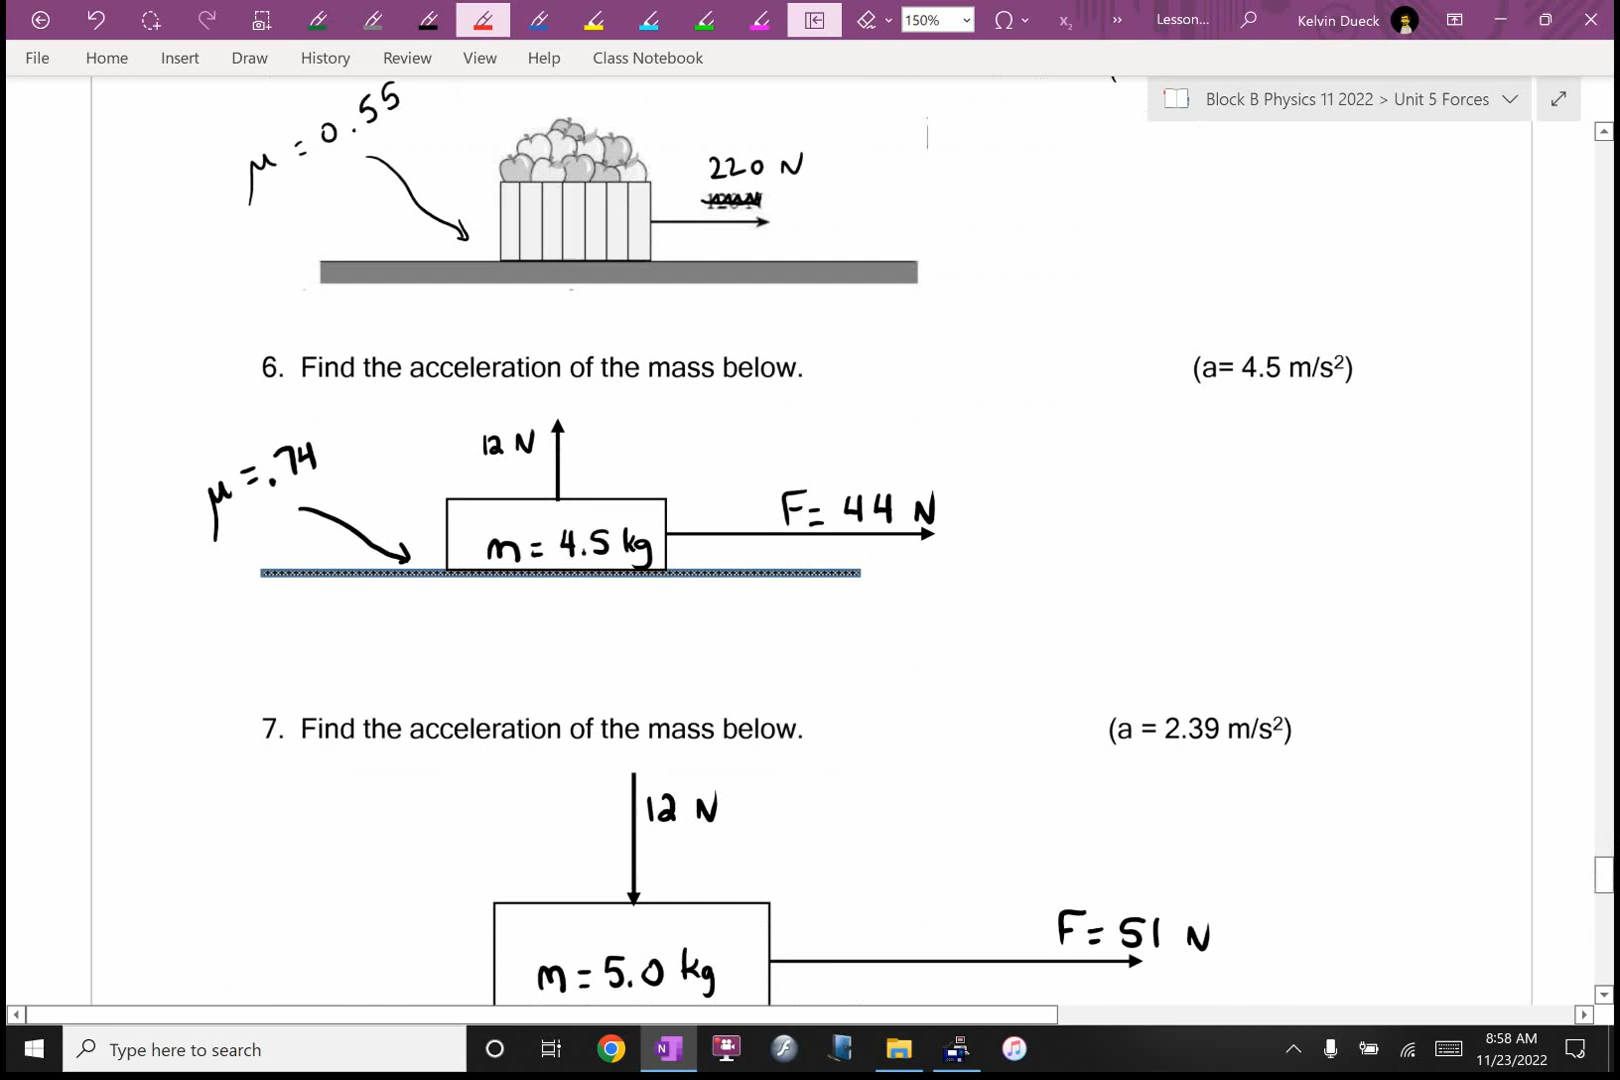 150%
Lesson...
Kelvin Dueck
File Home Insert Draw History Review View Help Class Notebook
Block B Physics 11 2022 > Unit 5 Forces
μ = 0.55
220 N
6. Find the acceleration of the mass below. (a= 4.5 m/s²)
12 N
μ = .74
F = 44 N
m = 4.5 kg
7. Find the acceleration of the mass below. (a = 2.39 m/s²)
12 N
F = 51 N
m = 5.0 kg
Type here to search
8:58 AM
11/23/2022